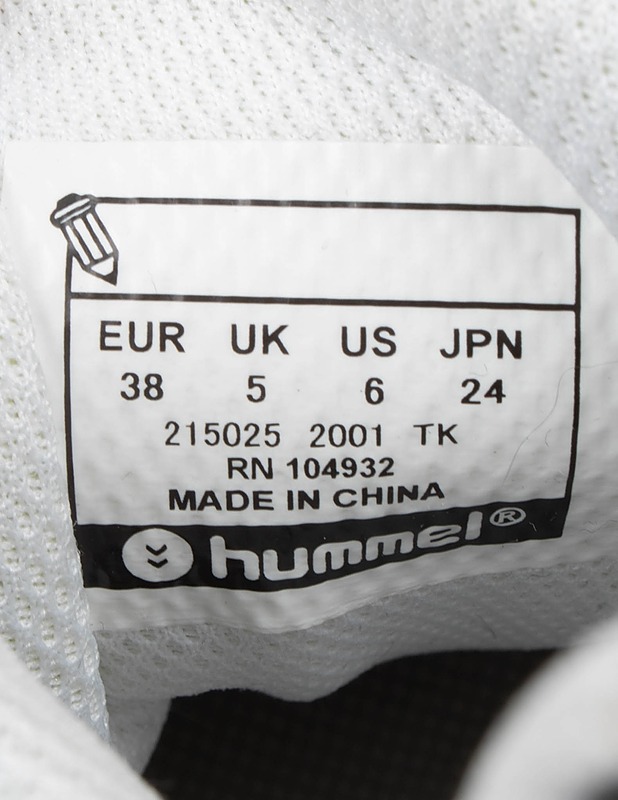 EUR UK US JPN
38 5 6 24
215025 2001 TK
RN 104932
MADE IN CHINA
hummel®